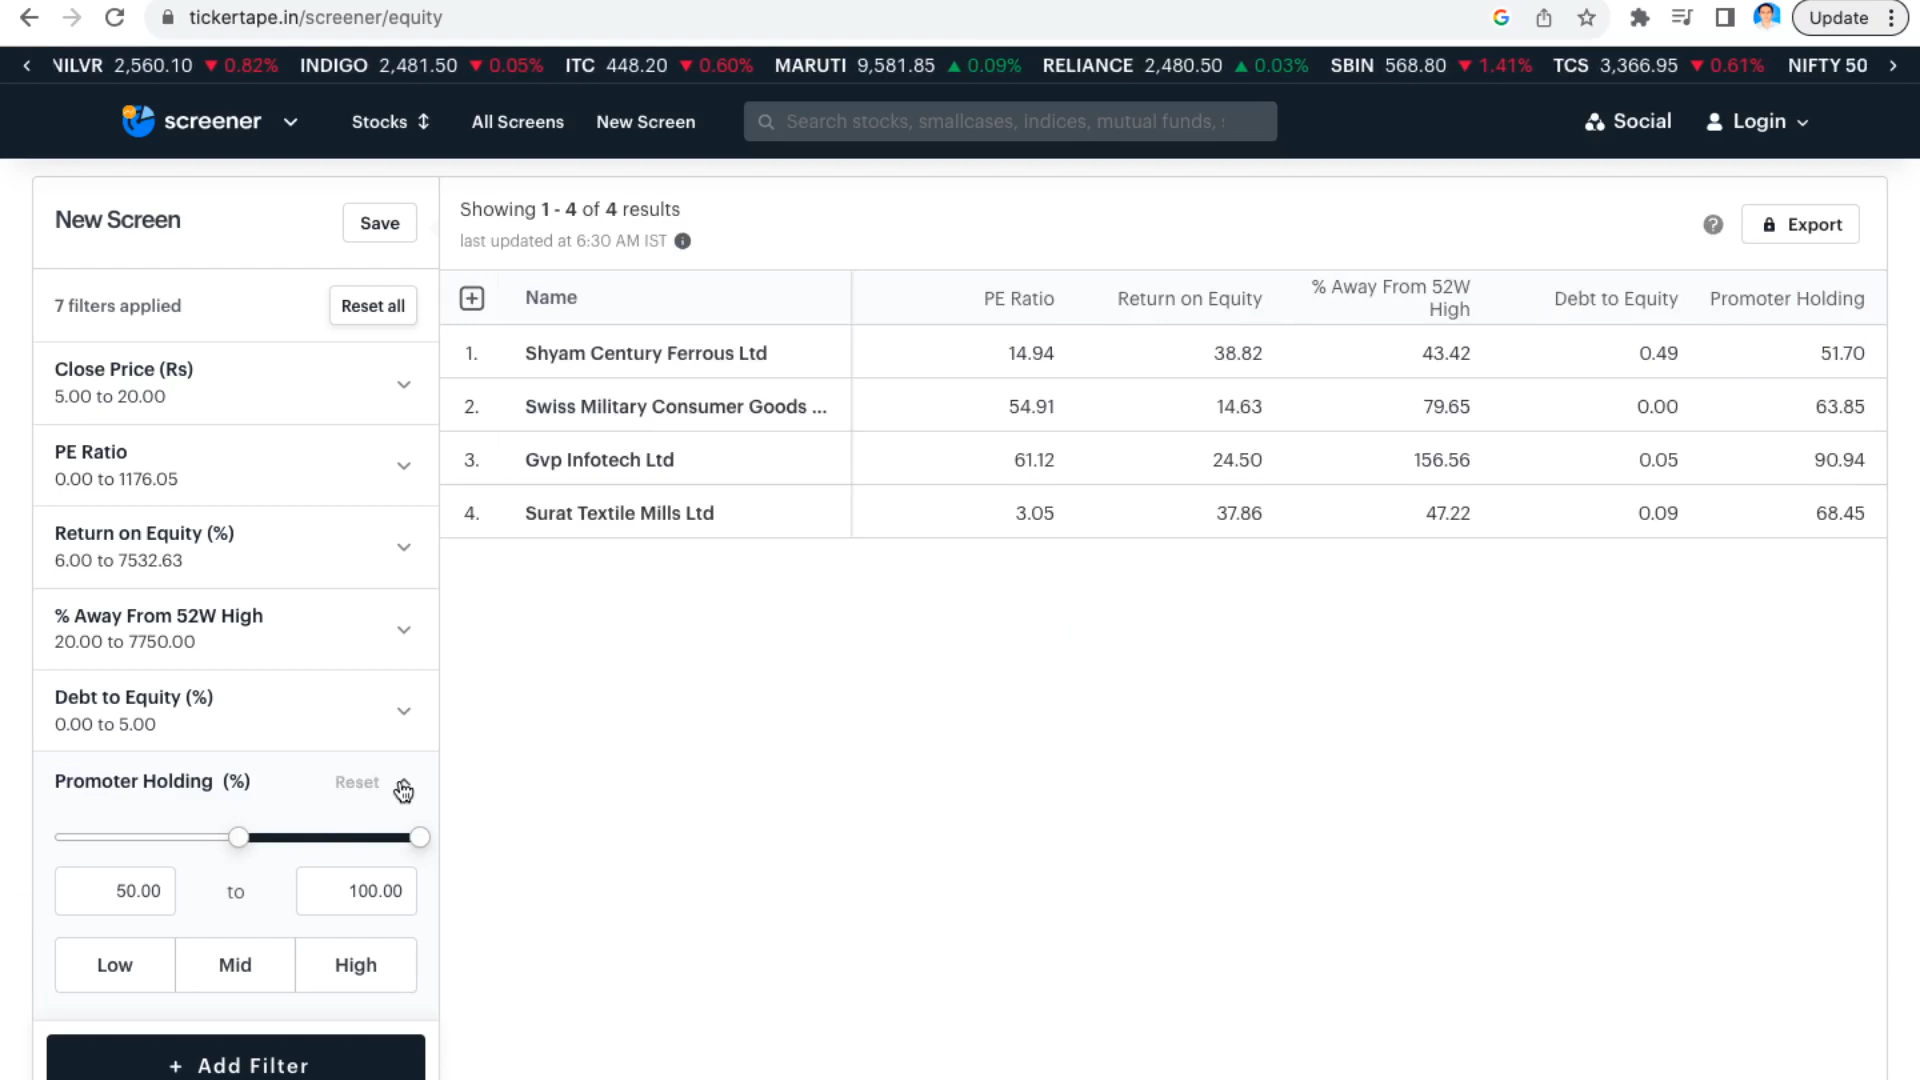 tickertape.in/screener/equity
Update
NILVR 2,560.10 ▼ 0.82% INDIGO 2,481.50 ▼ 0.05% ITC 448.20 ▼ 0.60% MARUTI 9,581.85 ▲ 0.09% RELIANCE 2,480.50 ▲ 0.03% SBIN 568.80 ▼ 1.41% TCS 3,366.95 ▼ 0.61% NIFTY 50
screener Stocks All Screens New Screen Search stocks, smallcases, indices, mutual funds, Social Login
New Screen Save
Showing 1 - 4 of 4 results
last updated at 6:30 AM IST
Export
7 filters applied Reset all
Close Price (Rs)
5.00 to 20.00
PE Ratio
0.00 to 1176.05
Return on Equity (%)
6.00 to 7532.63
% Away From 52W High
20.00 to 7750.00
Debt to Equity (%)
0.00 to 5.00
Promoter Holding (%) Reset
50.00 to 100.00
Low Mid High
+ Add Filter
Name PE Ratio Return on Equity % Away From 52W High Debt to Equity Promoter Holding
1. Shyam Century Ferrous Ltd 14.94 38.82 43.42 0.49 51.70
2. Swiss Military Consumer Goods ... 54.91 14.63 79.65 0.00 63.85
3. Gvp Infotech Ltd 61.12 24.50 156.56 0.05 90.94
4. Surat Textile Mills Ltd 3.05 37.86 47.22 0.09 68.45